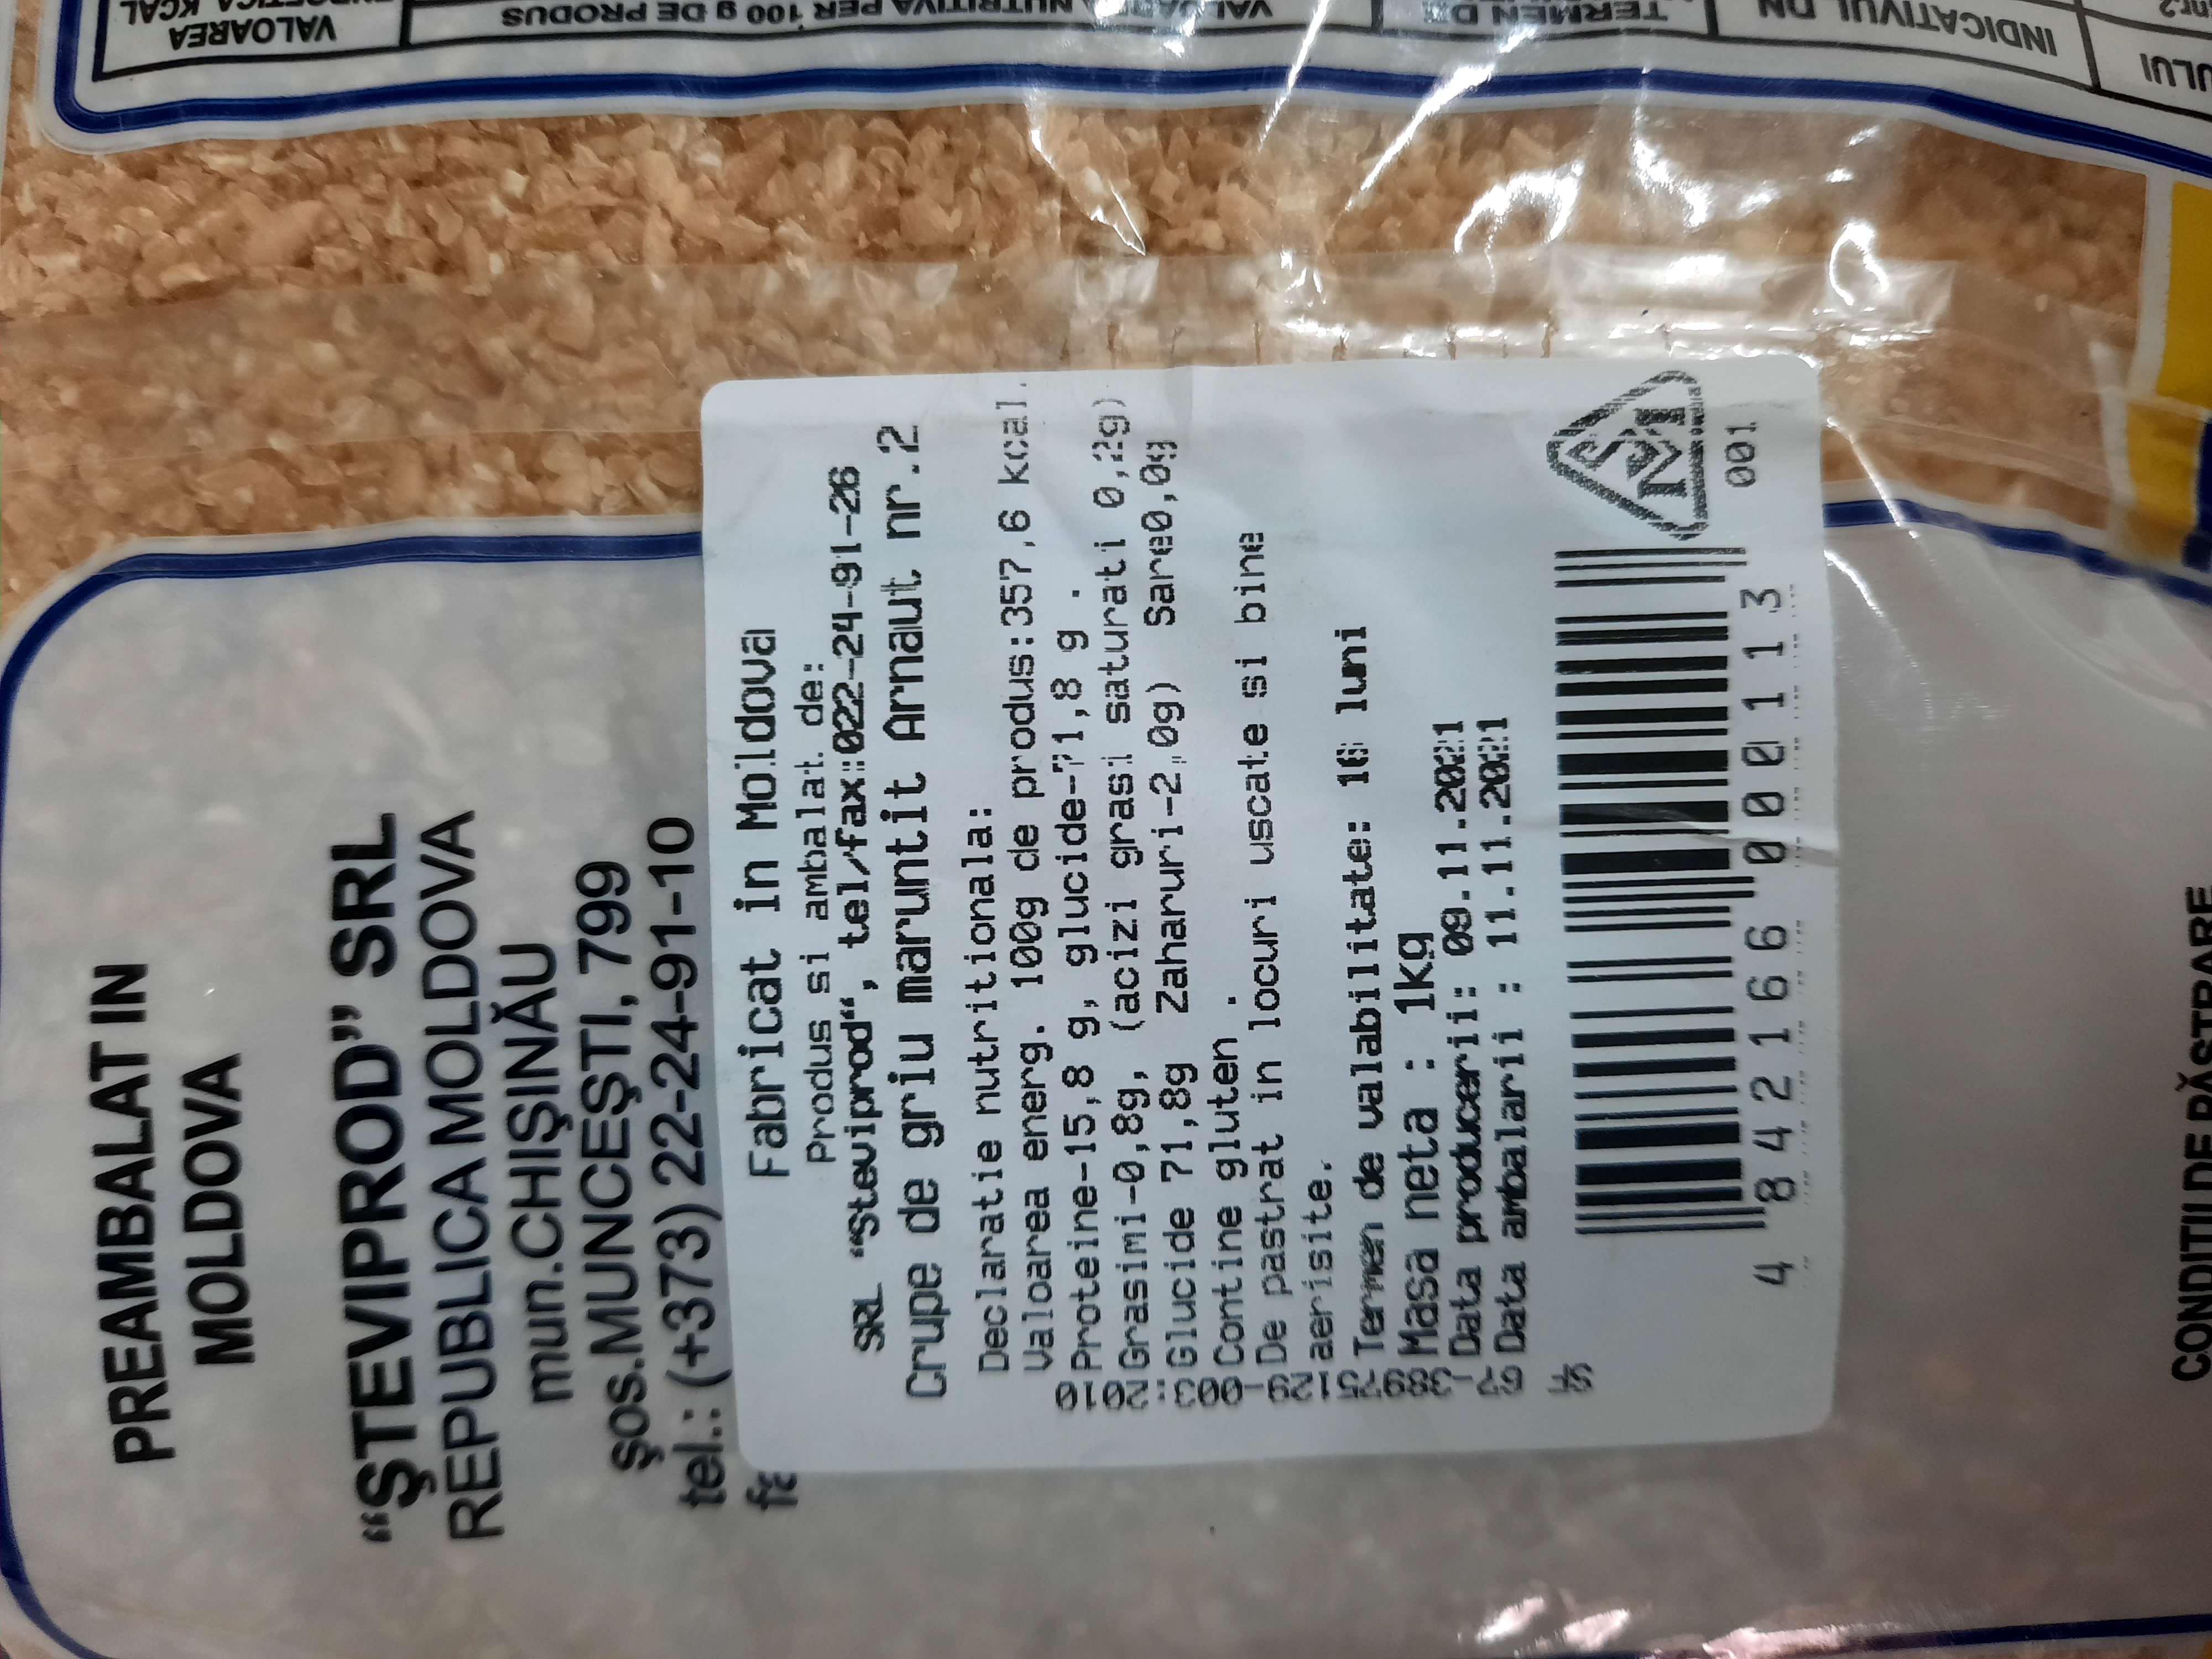 PREAMBALAT IN
MOLDOVA
“ŞTEVIPROD” SRL
REPUBLICA MOLDOVA
mun.CHIŞINĂU
şos.MUNCEŞTI, 799
tel.: (+373) 22-24-91-10
Fabricat in Moldova
Produs si ambalat de:
SRL "Steviprod", tel/fax:022-24-91-26
Crupe de griu maruntit Arnaut nr.2
Declaratie nutritionala:
Valoarea energ. 100g de produs:357,6 kcal.
Proteine-15,8 g, glucide-71,8 g .
Grasimi-0,8g, (acizi grasi saturati 0,2g)
Glucide 71,8g Zaharuri-2,0g) Sare0,0g
Contine gluten .
De pastrat in locuri uscate si bine
aerisite.
Termen de valabilitate: luni
Masa neta : 1kg
Data producerii: 09.11.2021
Data ambalarii : 11.11.2021
4 842166 000113
001
VALOAREA
KCAL
NUTRITIVA PER 100 g DE PRODUS
TERMEN
INDICATIVUL DN
ULUI
CONDITII DE PĂSTRARE